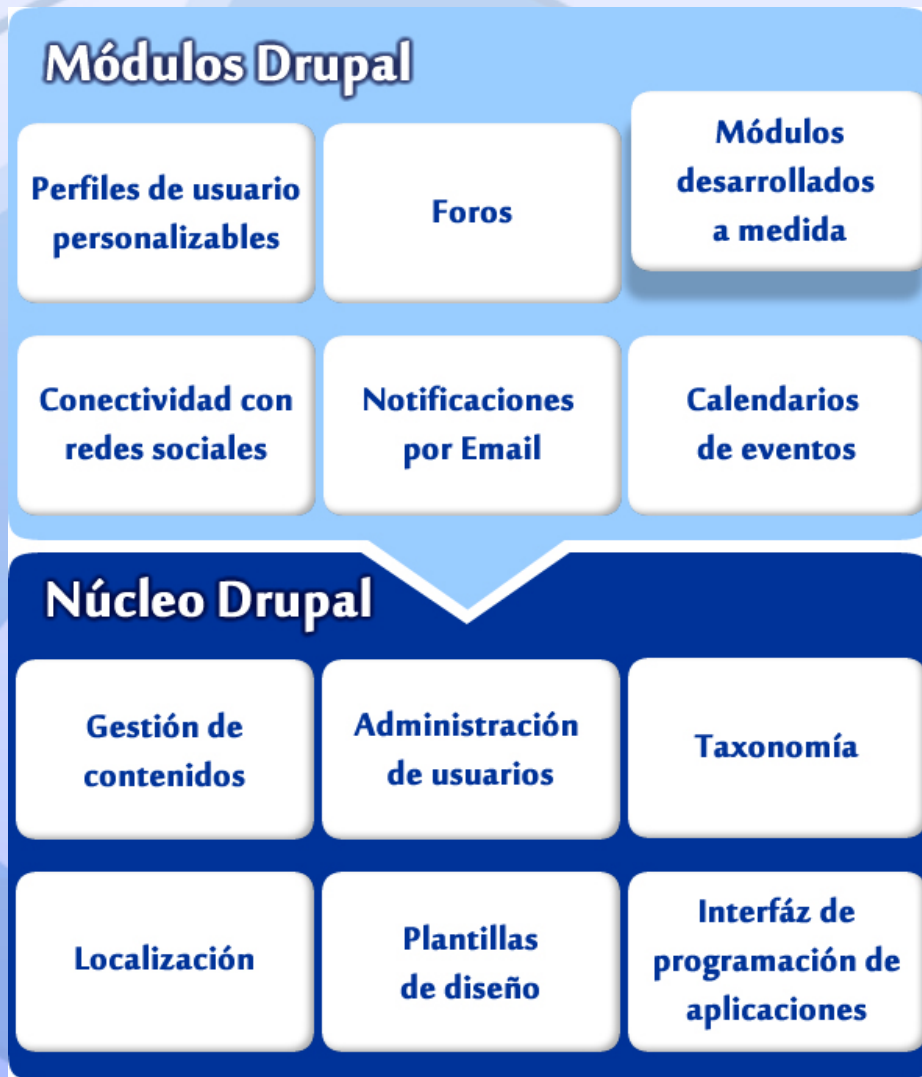 Módulos Drupal
Perfiles de usuario
personalizables
Foros
Módulos
desarrollados
a medida
Conectividad con
redes sociales
Notificaciones
por Email
Calendarios
de eventos
Núcleo Drupal
Gestión de
contenidos
Administración
de usuarios
Taxonomía
Localización
Plantillas
de diseño
Interfáz de
programación de
aplicaciones